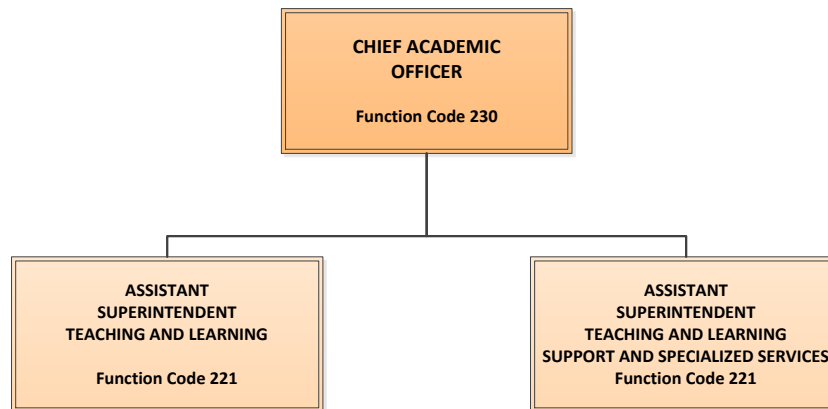 CHIEF ACADEMIC
OFFICER
Function Code 230
ASSISTANT
SUPERINTENDENT
TEACHING AND LEARNING
Function Code 221
ASSISTANT
SUPERINTENDENT
TEACHING AND LEARNING
SUPPORT AND SPECIALIZED SERVICES
Function Code 221